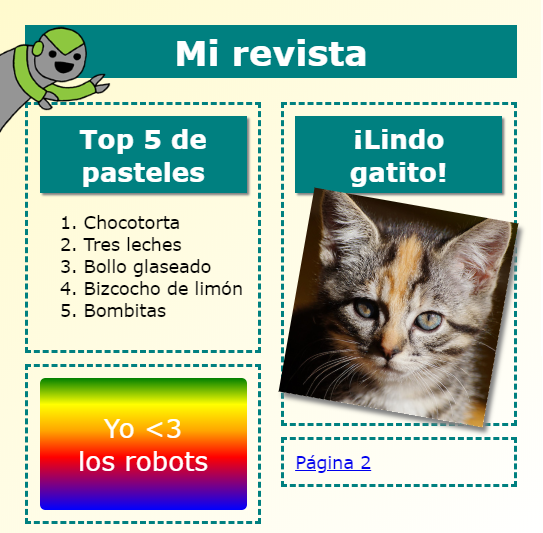 Mi revista
Top 5 de
pasteles
1. Chocotorta
2. Tres leches
3. Bollo glaseado
4. Bizcocho de limón
5. Bombitas
Yo <3
los robots
¡Lindo
gatito!
Página 2